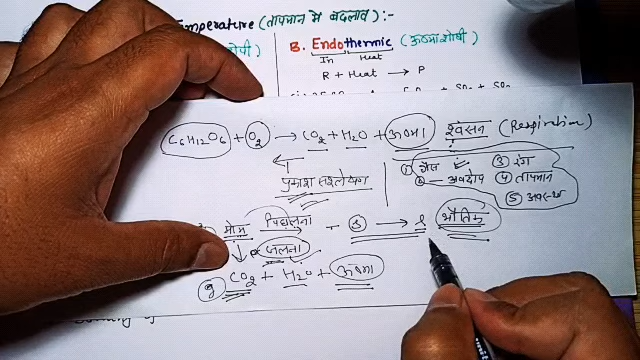 Temperature (तापमान में बदलाव) :-
B. Endothermic (ऊष्माशोषी)
In Heat
R + Heat → P
C6H12O6 + O2 → CO2 + H2O + ऊष्मा श्वसन (Respiration)
← प्रकाश संश्लेषण
① गैस ✓ ③ रंग
② अवक्षेप ④ तापमान
⑤ अवस्था
मोम पिघलना - ⓢ → l भौतिक
जलना
ⓖ CO2 + H2O + ऊष्मा